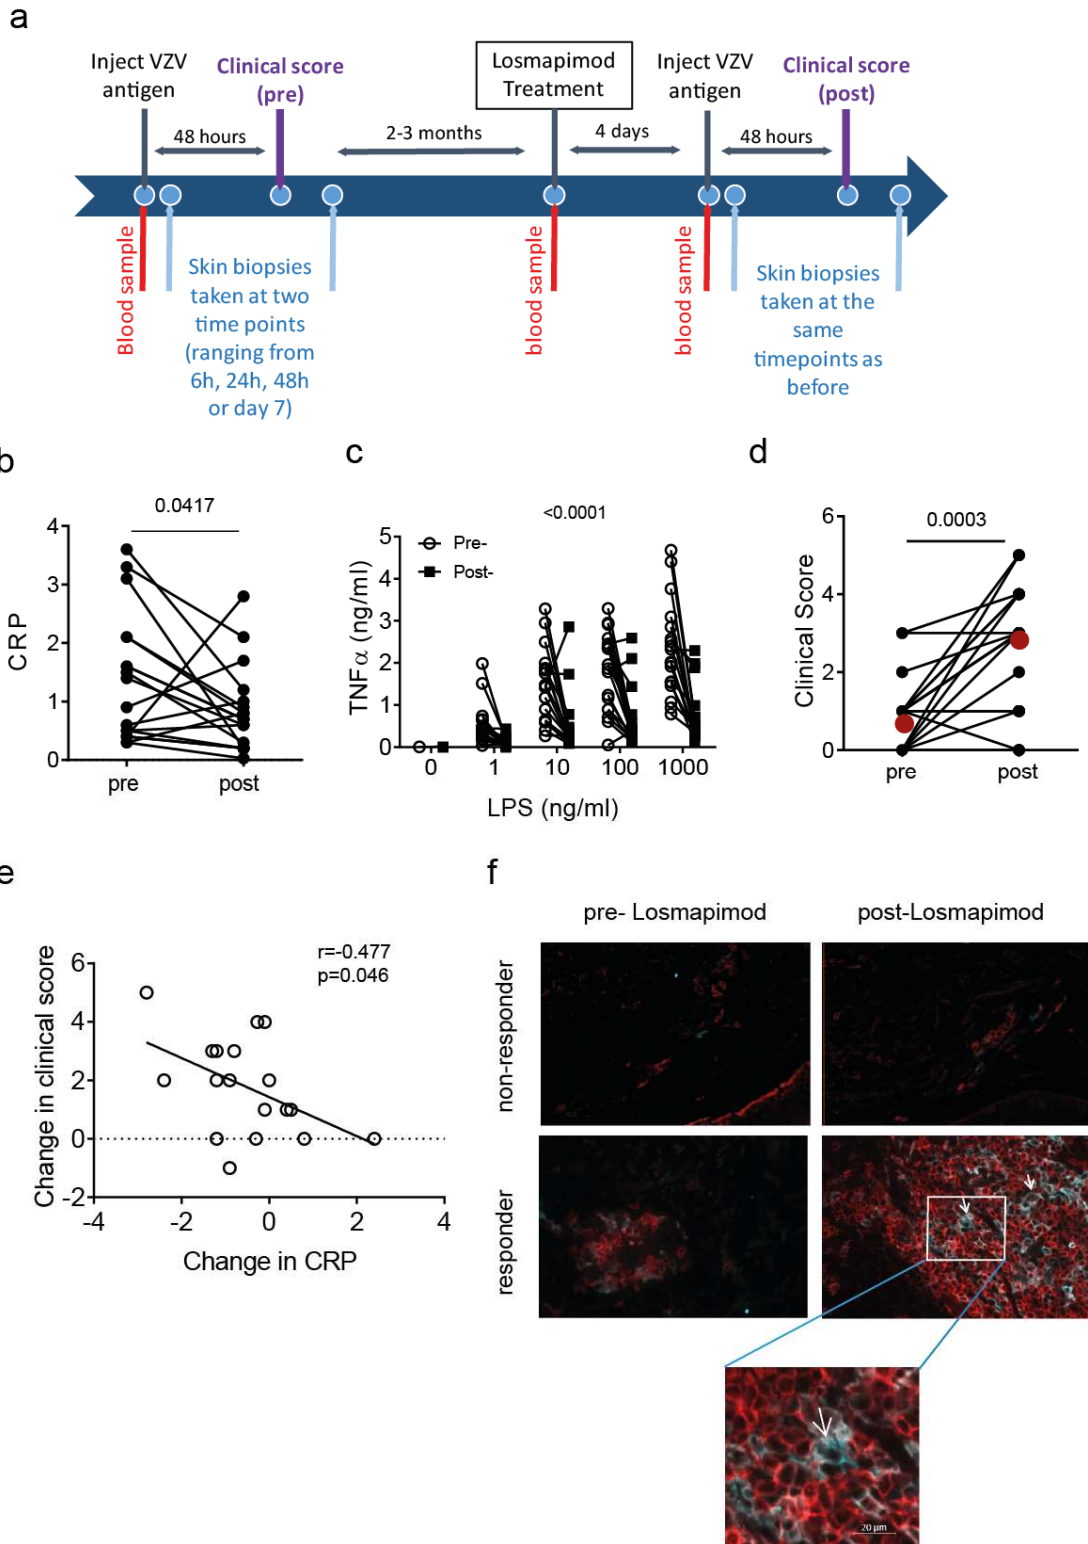 a
Inject VZV
antigen
Clinical score
(pre)
Losmapimod
Treatment
Inject VZV
antigen
Clinical score
(post)
48 hours
2-3 months
4 days
48 hours
Blood sample
Skin biopsies
taken at two
time points
(ranging from
6h, 24h, 48h
or day 7)
blood sample
blood sample
Skin biopsies
taken at the
same
timepoints as
before
b
0.0417
CRP
4
3
2
1
0
pre
post
c
<0.0001
Pre-
Post-
TNFα (ng/ml)
5
4
3
2
1
0
0
1
10
100
1000
LPS (ng/ml)
d
0.0003
Clinical Score
6
4
2
0
pre
post
e
r=-0.477
p=0.046
Change in clinical score
6
4
2
0
-2
-4
-2
0
2
4
Change in CRP
f
pre- Losmapimod
post-Losmapimod
non-responder
responder
20 µm